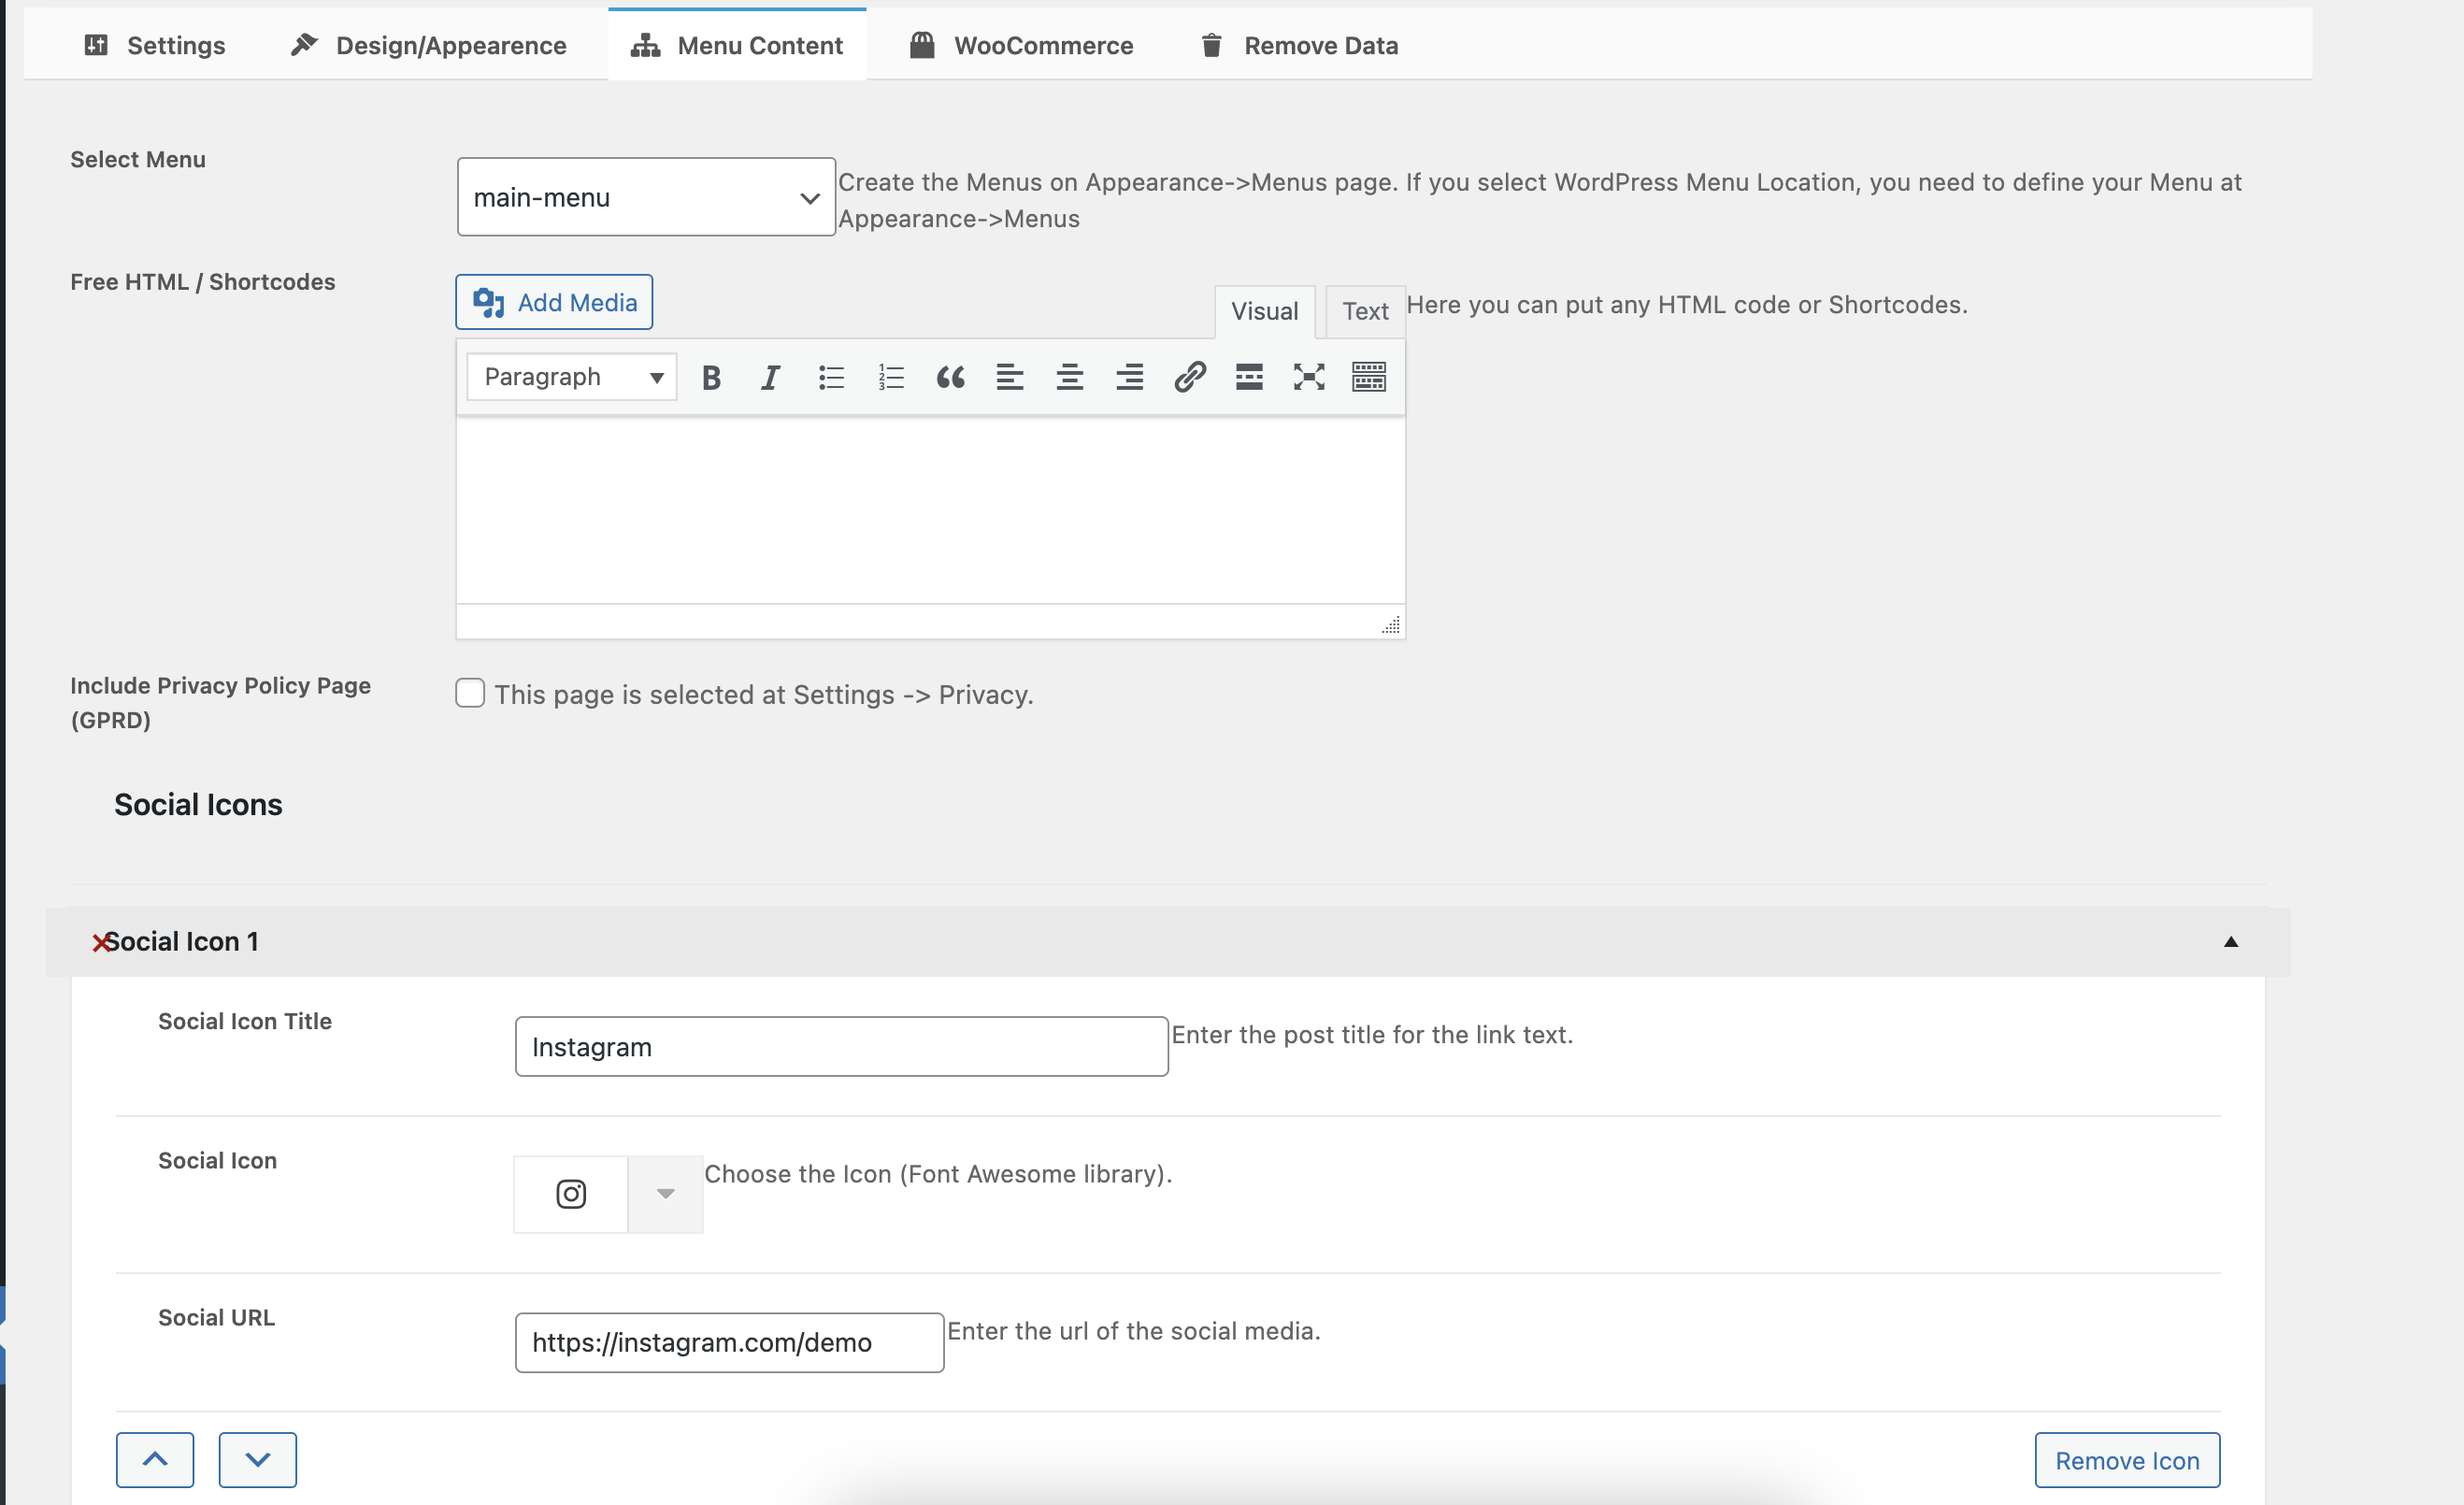 Settings
Design/Appearence
Menu Content
WooCommerce
Remove Data
Select Menu
main-menu
Create the Menus on Appearance->Menus page. If you select WordPress Menu Location, you need to define your Menu at
Appearance->Menus
Free HTML / Shortcodes
Add Media
Visual
Text
Here you can put any HTML code or Shortcodes.
Paragraph
Include Privacy Policy Page
(GPRD)
This page is selected at Settings -> Privacy.
Social Icons
Social Icon 1
Social Icon Title
Instagram
Enter the post title for the link text.
Social Icon
Choose the Icon (Font Awesome library).
Social URL
https://instagram.com/demo
Enter the url of the social media.
Remove Icon